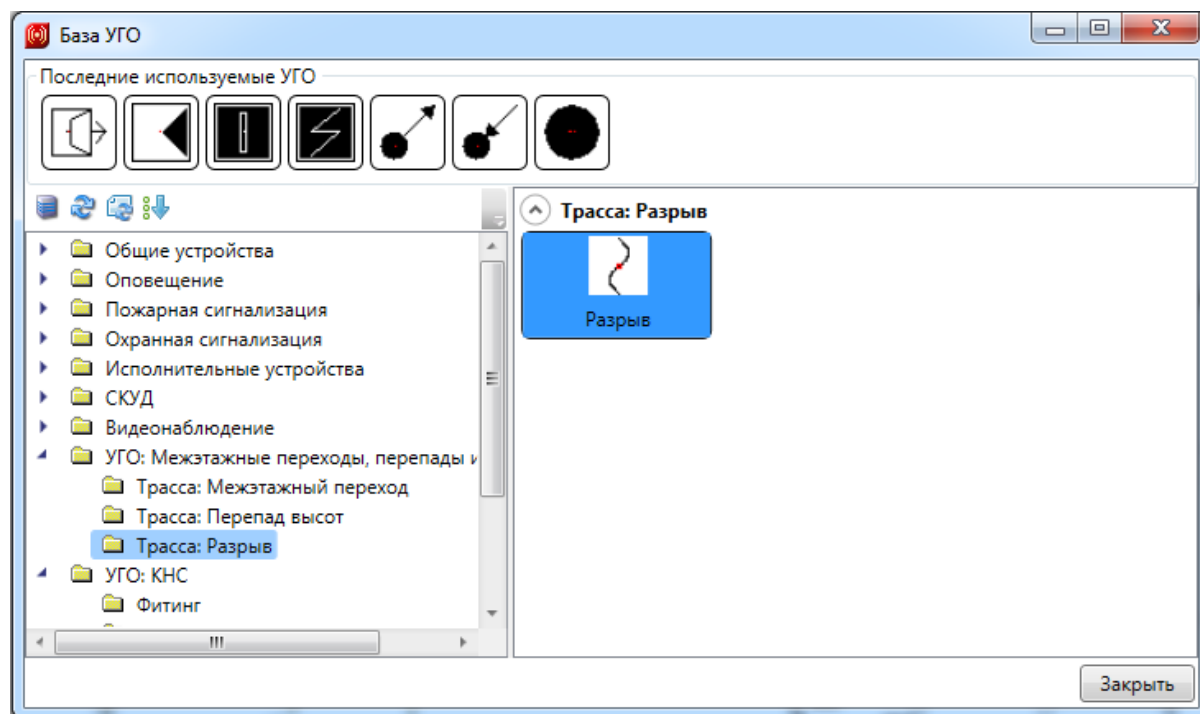 База УГО
Последние используемые УГО
Общие устройства
Оповещение
Пожарная сигнализация
Охранная сигнализация
Исполнительные устройства
СКУД
Видеонаблюдение
УГО: Межэтажные переходы, перепады и
Трасса: Межэтажный переход
Трасса: Перепад высот
Трасса: Разрыв
УГО: КНС
Фитинг
Трасса: Разрыв
Разрыв
Закрыть